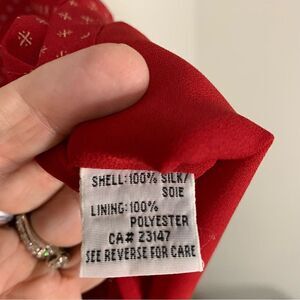 SHELL:100% SILK/
SOIE
LINING:100%
POLYESTER
CA# 23147
SEE REVERSE FOR CARE